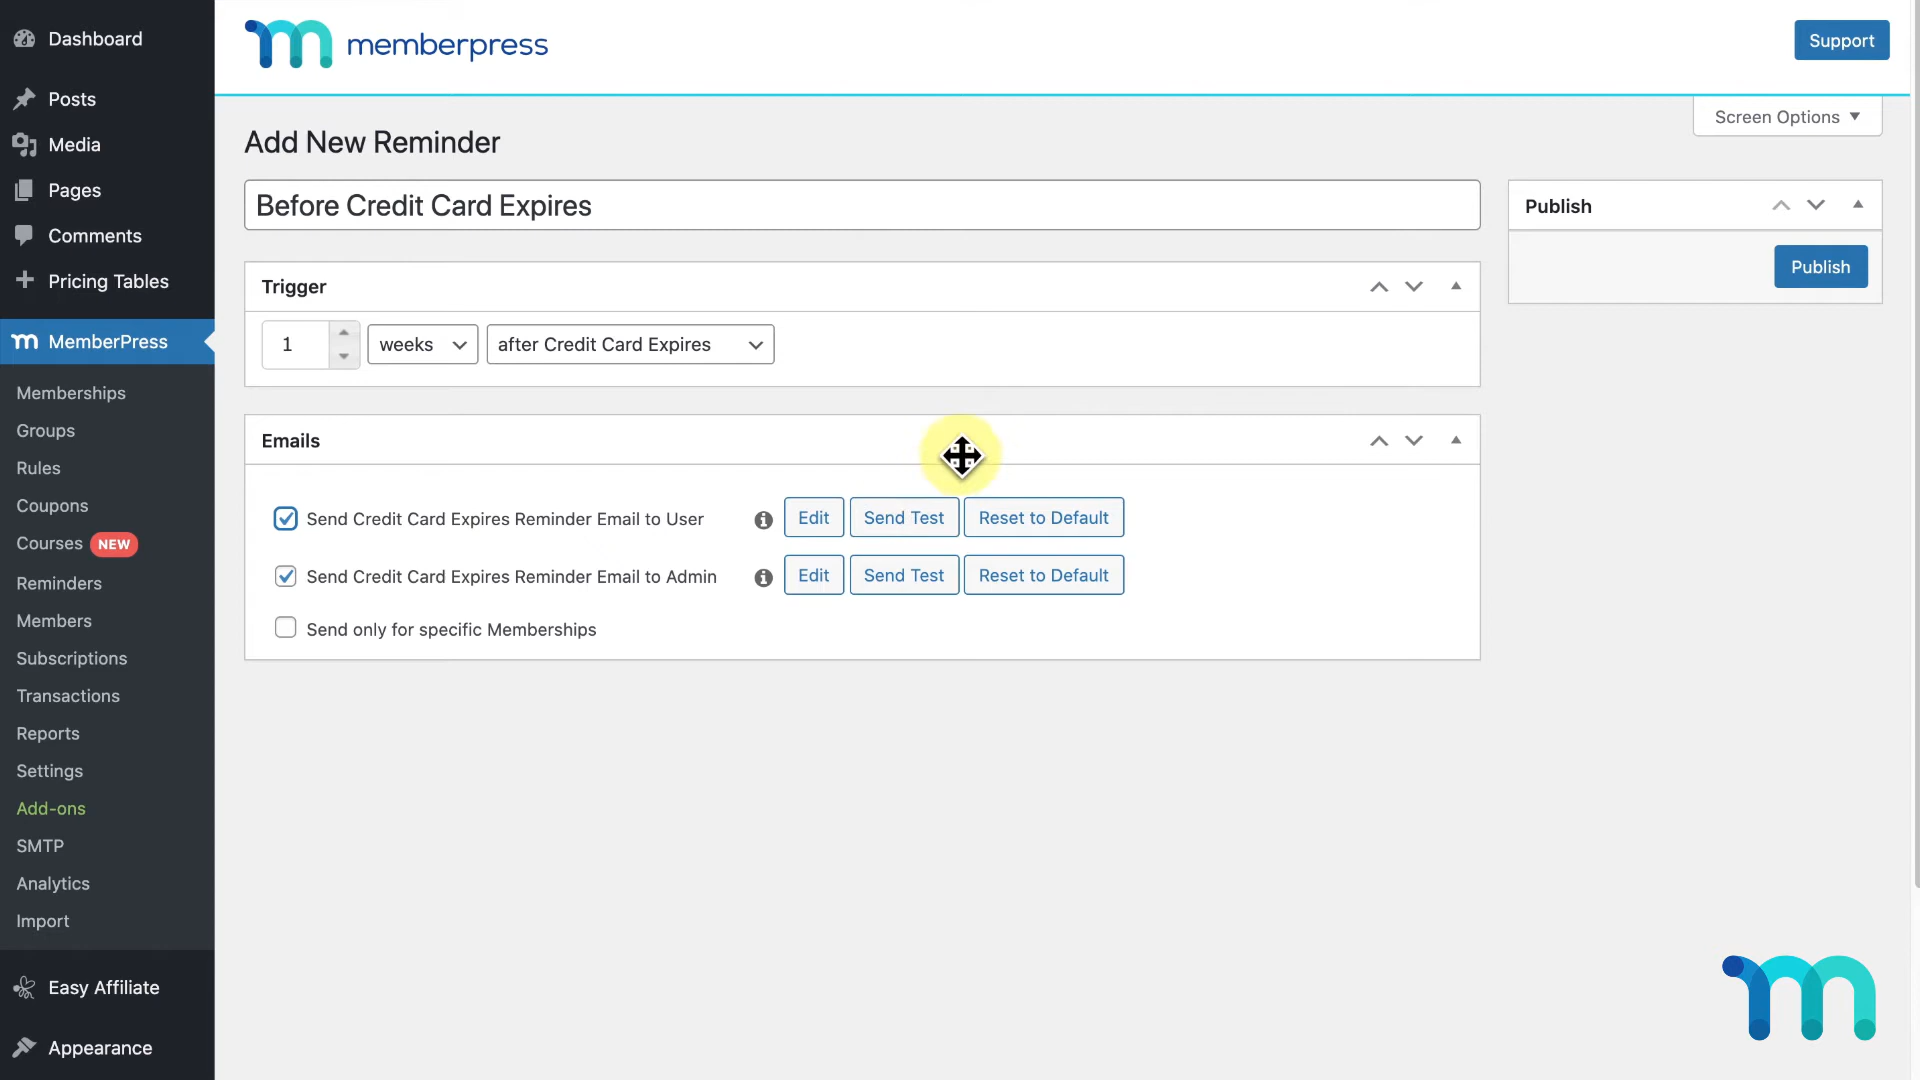 Dashboard
Posts
Media
Pages
Comments
Pricing Tables
MemberPress
Memberships
Groups
Rules
Coupons
Courses NEW
Reminders
Members
Subscriptions
Transactions
Reports
Settings
Add-ons
SMTP
Analytics
Import
Easy Affiliate
Appearance
memberpress
Support
Screen Options
Add New Reminder
Before Credit Card Expires
Trigger
1 weeks after Credit Card Expires
Emails
Send Credit Card Expires Reminder Email to User Edit Send Test Reset to Default
Send Credit Card Expires Reminder Email to Admin Edit Send Test Reset to Default
Send only for specific Memberships
Publish
Publish